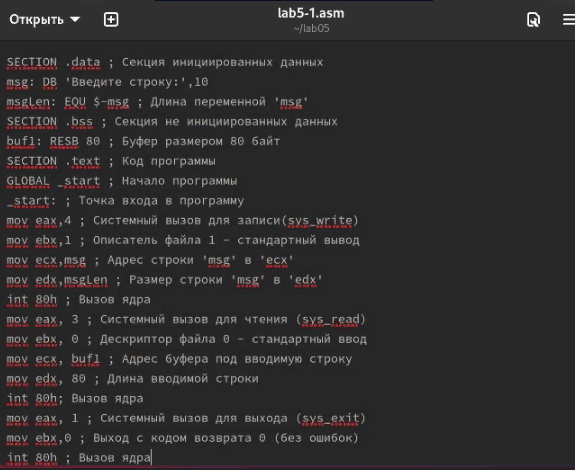 Открыть
lab5-1.asm
~/lab05
SECTION .data ; Секция инициированных данных
msg: DB 'Введите строку:',10
msgLen: EQU $-msg ; Длина переменной 'msg'
SECTION .bss ; Секция не инициированных данных
buf1: RESB 80 ; Буфер размером 80 байт
SECTION .text ; Код программы
GLOBAL _start ; Начало программы
_start: ; Точка входа в программу
mov eax,4 ; Системный вызов для записи(sys_write)
mov ebx,1 ; Описатель файла 1 - стандартный вывод
mov ecx,msg ; Адрес строки 'msg' в 'ecx'
mov edx,msgLen ; Размер строки 'msg' в 'edx'
int 80h ; Вызов ядра
mov eax, 3 ; Системный вызов для чтения (sys_read)
mov ebx, 0 ; Дескриптор файла 0 - стандартный ввод
mov ecx, buf1 ; Адрес буфера под вводимую строку
mov edx, 80 ; Длина вводимой строки
int 80h; Вызов ядра
mov eax, 1 ; Системный вызов для выхода (sys_exit)
mov ebx,0 ; Выход с кодом возврата 0 (без ошибок)
int 80h ; Вызов ядра